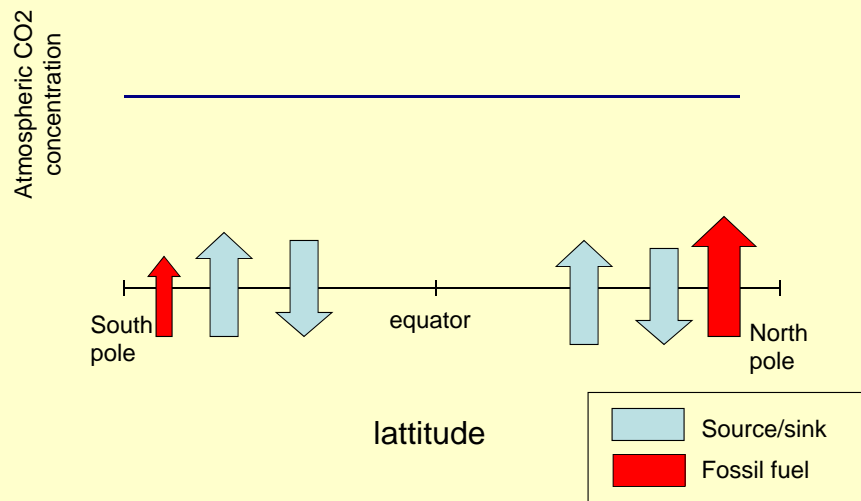 Atmospheric CO2
concentration
South
pole
equator
North
pole
lattitude
Source/sink
Fossil fuel